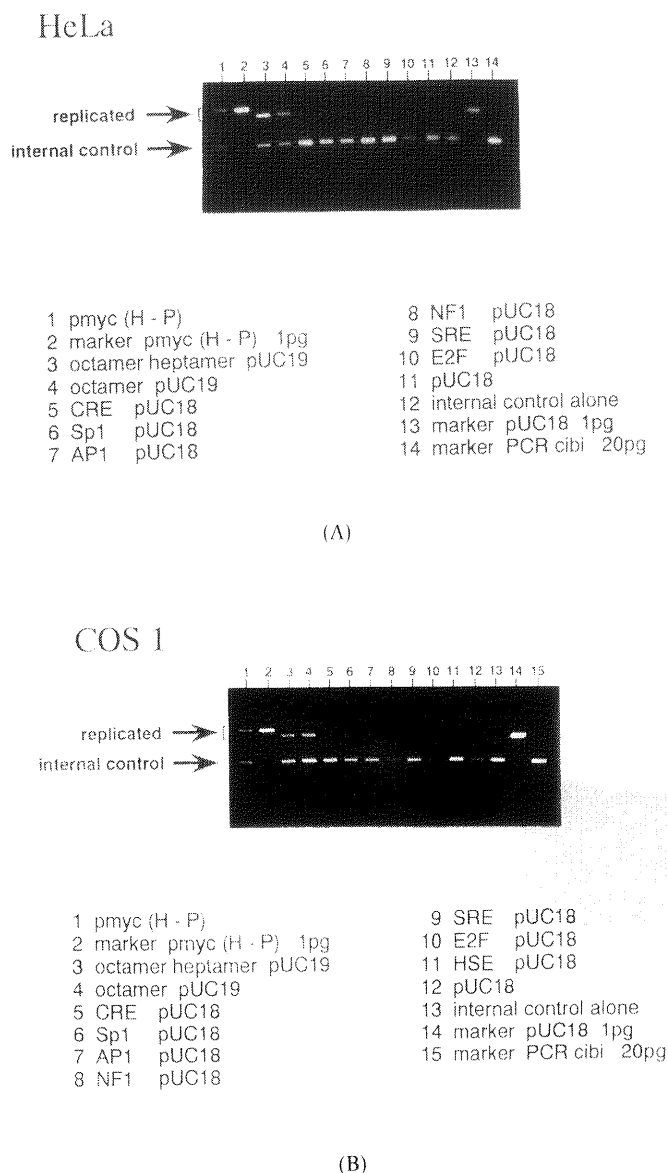 HeLa
1 2 3 4 5 6 7 8 9 10 11 12 13 14
replicated
internal control
1 pmyc (H - P)
2 marker pmyc (H - P) 1pg
3 octamer heptamer pUC19
4 octamer pUC19
5 CRE pUC18
6 Sp1 pUC18
7 AP1 pUC18
8 NF1 pUC18
9 SRE pUC18
10 E2F pUC18
11 pUC18
12 internal control alone
13 marker pUC18 1pg
14 marker PCR cibi 20pg
(A)
COS 1
1 2 3 4 5 6 7 8 9 10 11 12 13 14 15
replicated
internal control
1 pmyc (H - P)
2 marker pmyc (H - P) 1pg
3 octamer heptamer pUC19
4 octamer pUC19
5 CRE pUC18
6 Sp1 pUC18
7 AP1 pUC18
8 NF1 pUC18
9 SRE pUC18
10 E2F pUC18
11 HSE pUC18
12 pUC18
13 internal control alone
14 marker pUC18 1pg
15 marker PCR cibi 20pg
(B)